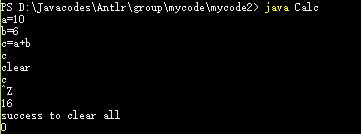 PS D:\Javacodes\Antlr\group\mycode\mycode2> java Calc
a=10
b=6
c=a+b
c
clear
c
^Z
16
success to clear all
0